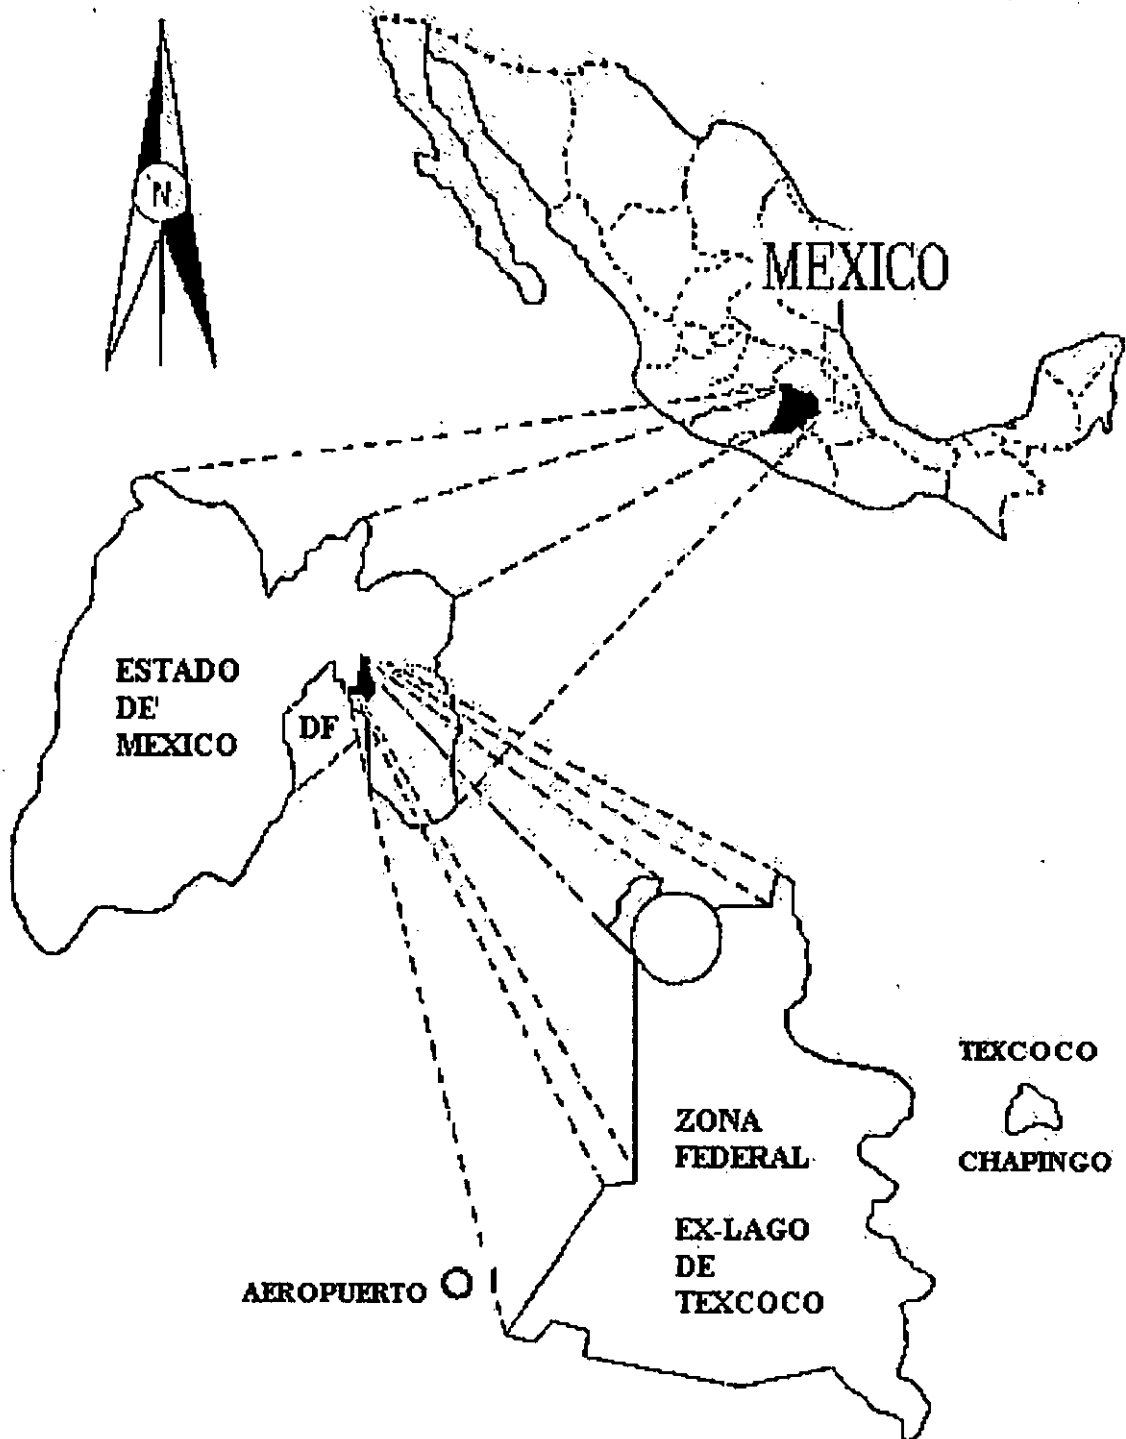 N
MEXICO
ESTADO
DE'
MEXICO
DF
TEXCOCO
CHAPINGO
ZONA
FEDERAL
EX-LAGO
DE
TEXCOCO
AEROPUERTO